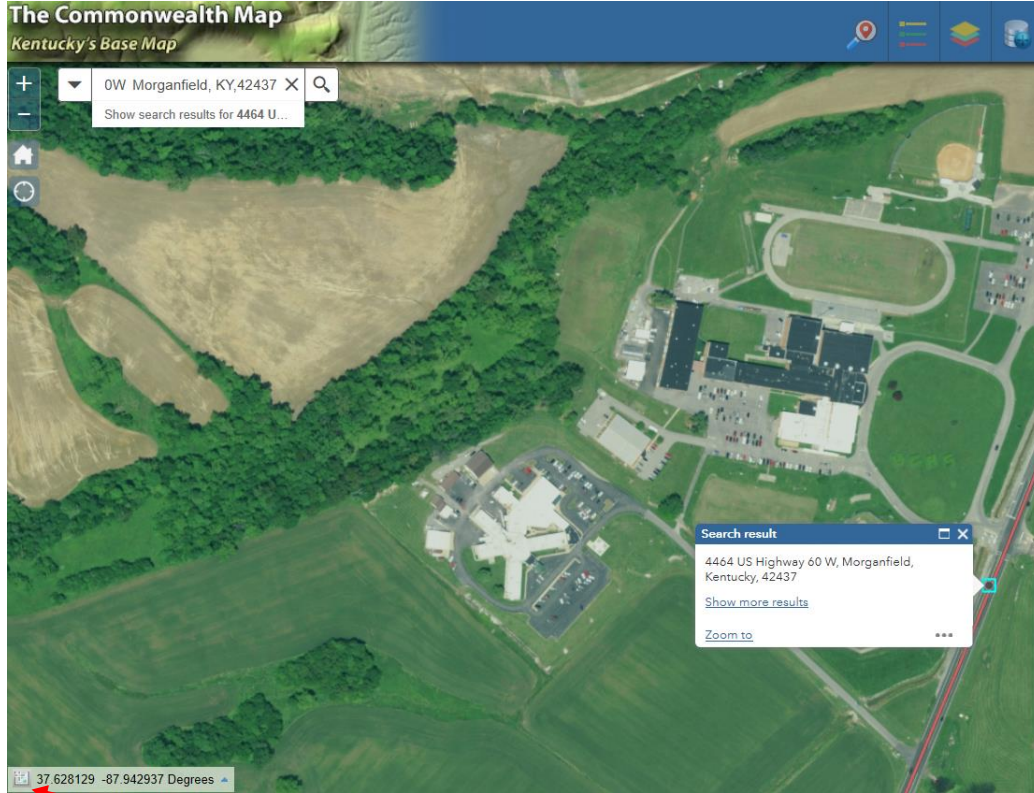 The Commonwealth Map
Kentucky's Base Map
0W Morganfield, KY,42437
Show search results for 4464 U...
Search result
4464 US Highway 60 W, Morganfield,
Kentucky, 42437
Show more results
Zoom to
37.628129 -87.942937 Degrees